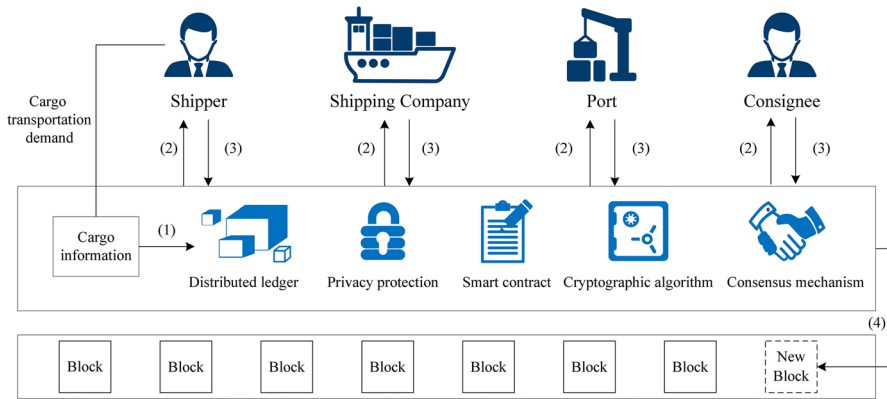 Shipper
Shipping Company
Port
Consignee
Cargo
transportation
demand
(2)
(3)
(2)
(3)
(2)
(3)
(2)
(3)
Cargo
information
(1)
Distributed ledger
Privacy protection
Smart contract
Cryptographic algorithm
Consensus mechanism
(4)
Block
Block
Block
Block
Block
Block
Block
New
Block